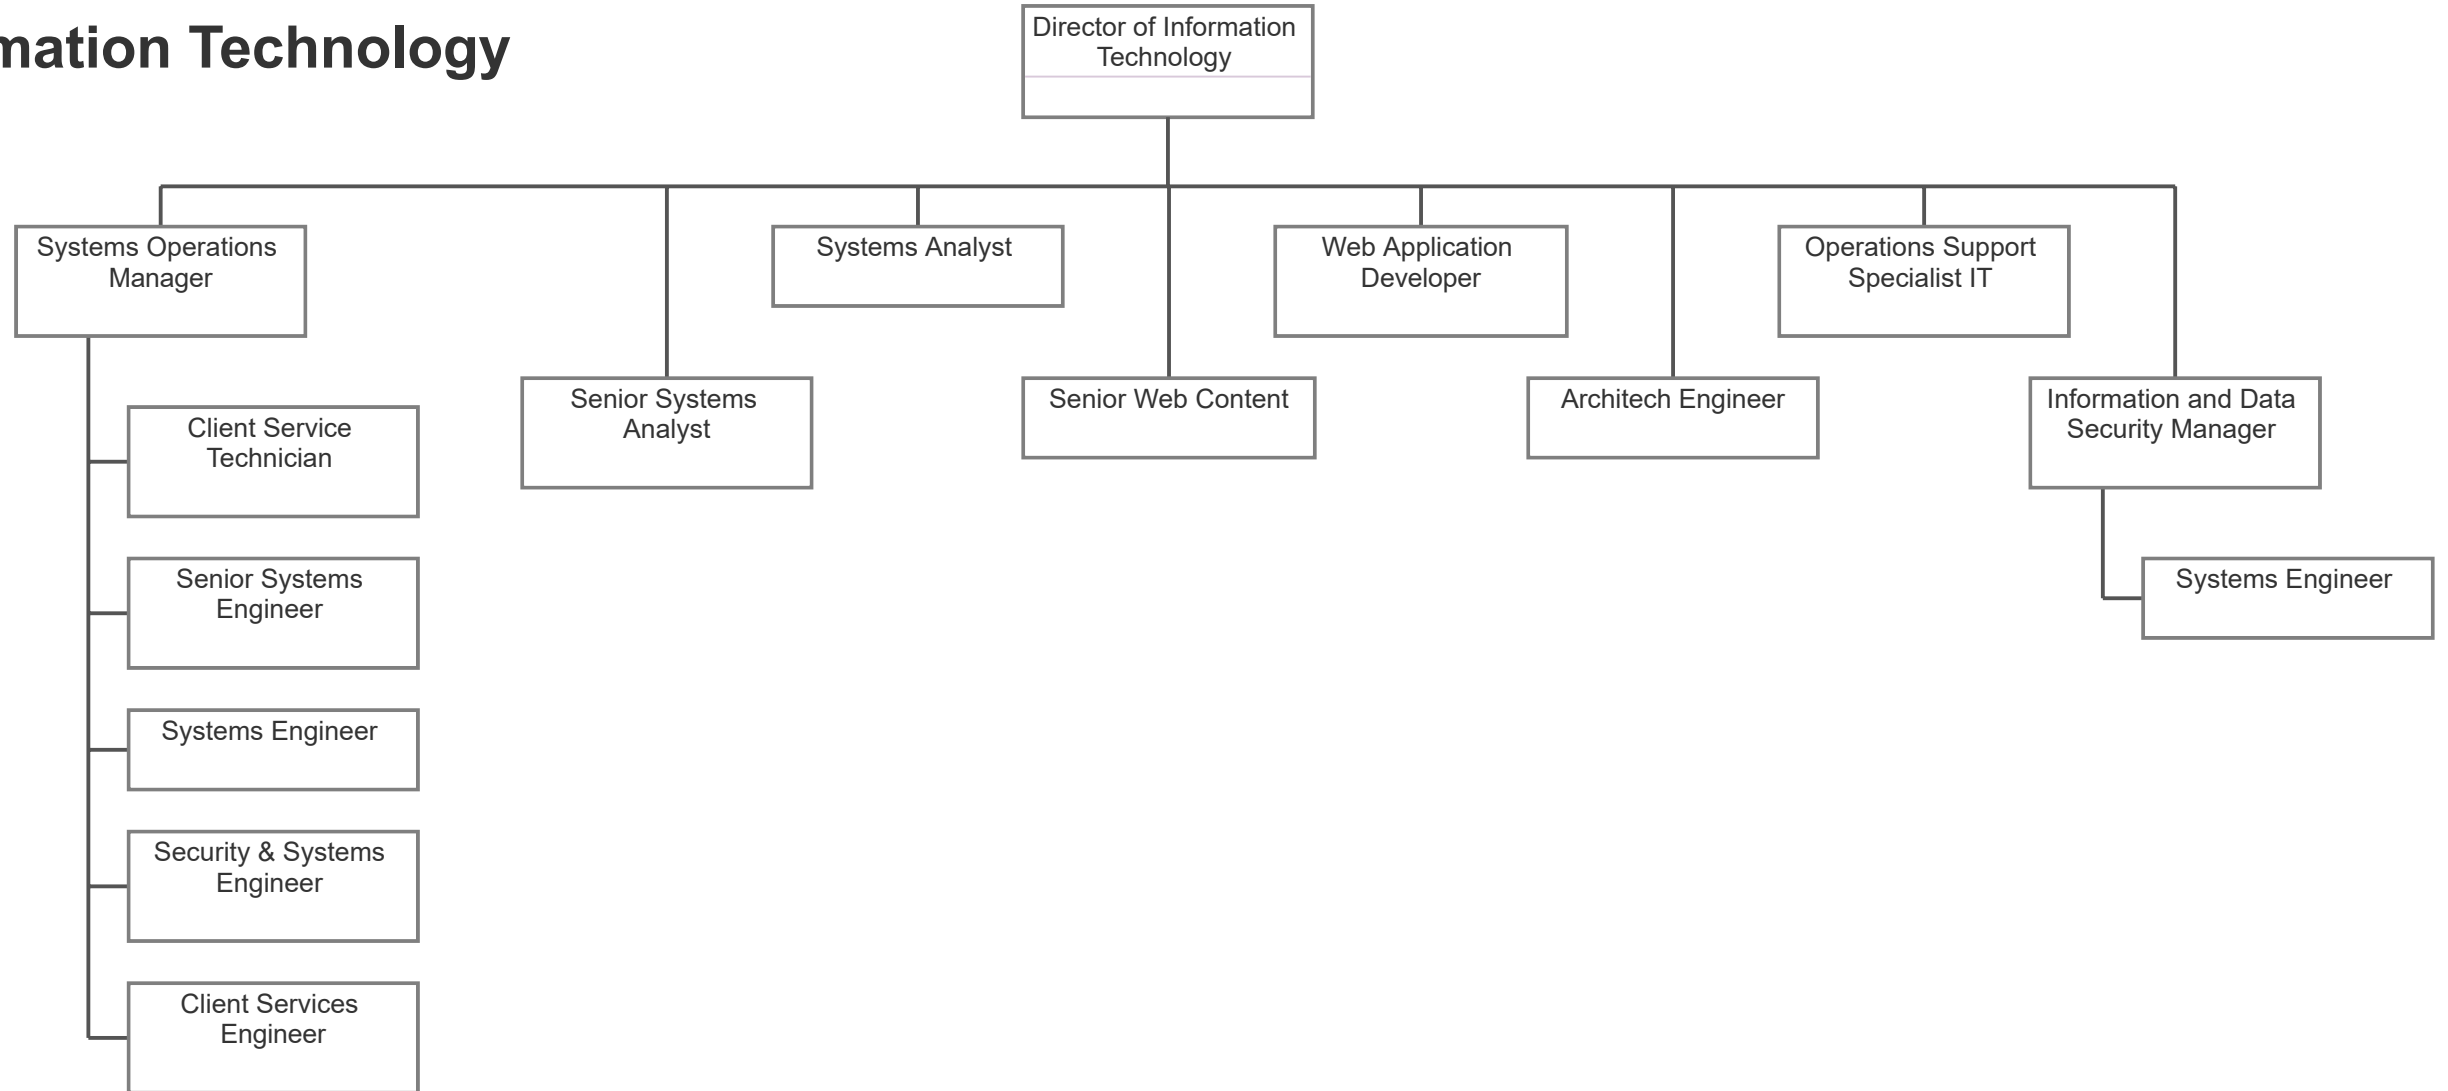 mation Technology
Director of Information
Technology
Systems Operations
Manager
Systems Analyst
Web Application
Developer
Operations Support
Specialist IT
Senior Systems
Analyst
Senior Web Content
Architech Engineer
Information and Data
Security Manager
Client Service
Technician
Senior Systems
Engineer
Systems Engineer
Systems Engineer
Security & Systems
Engineer
Client Services
Engineer